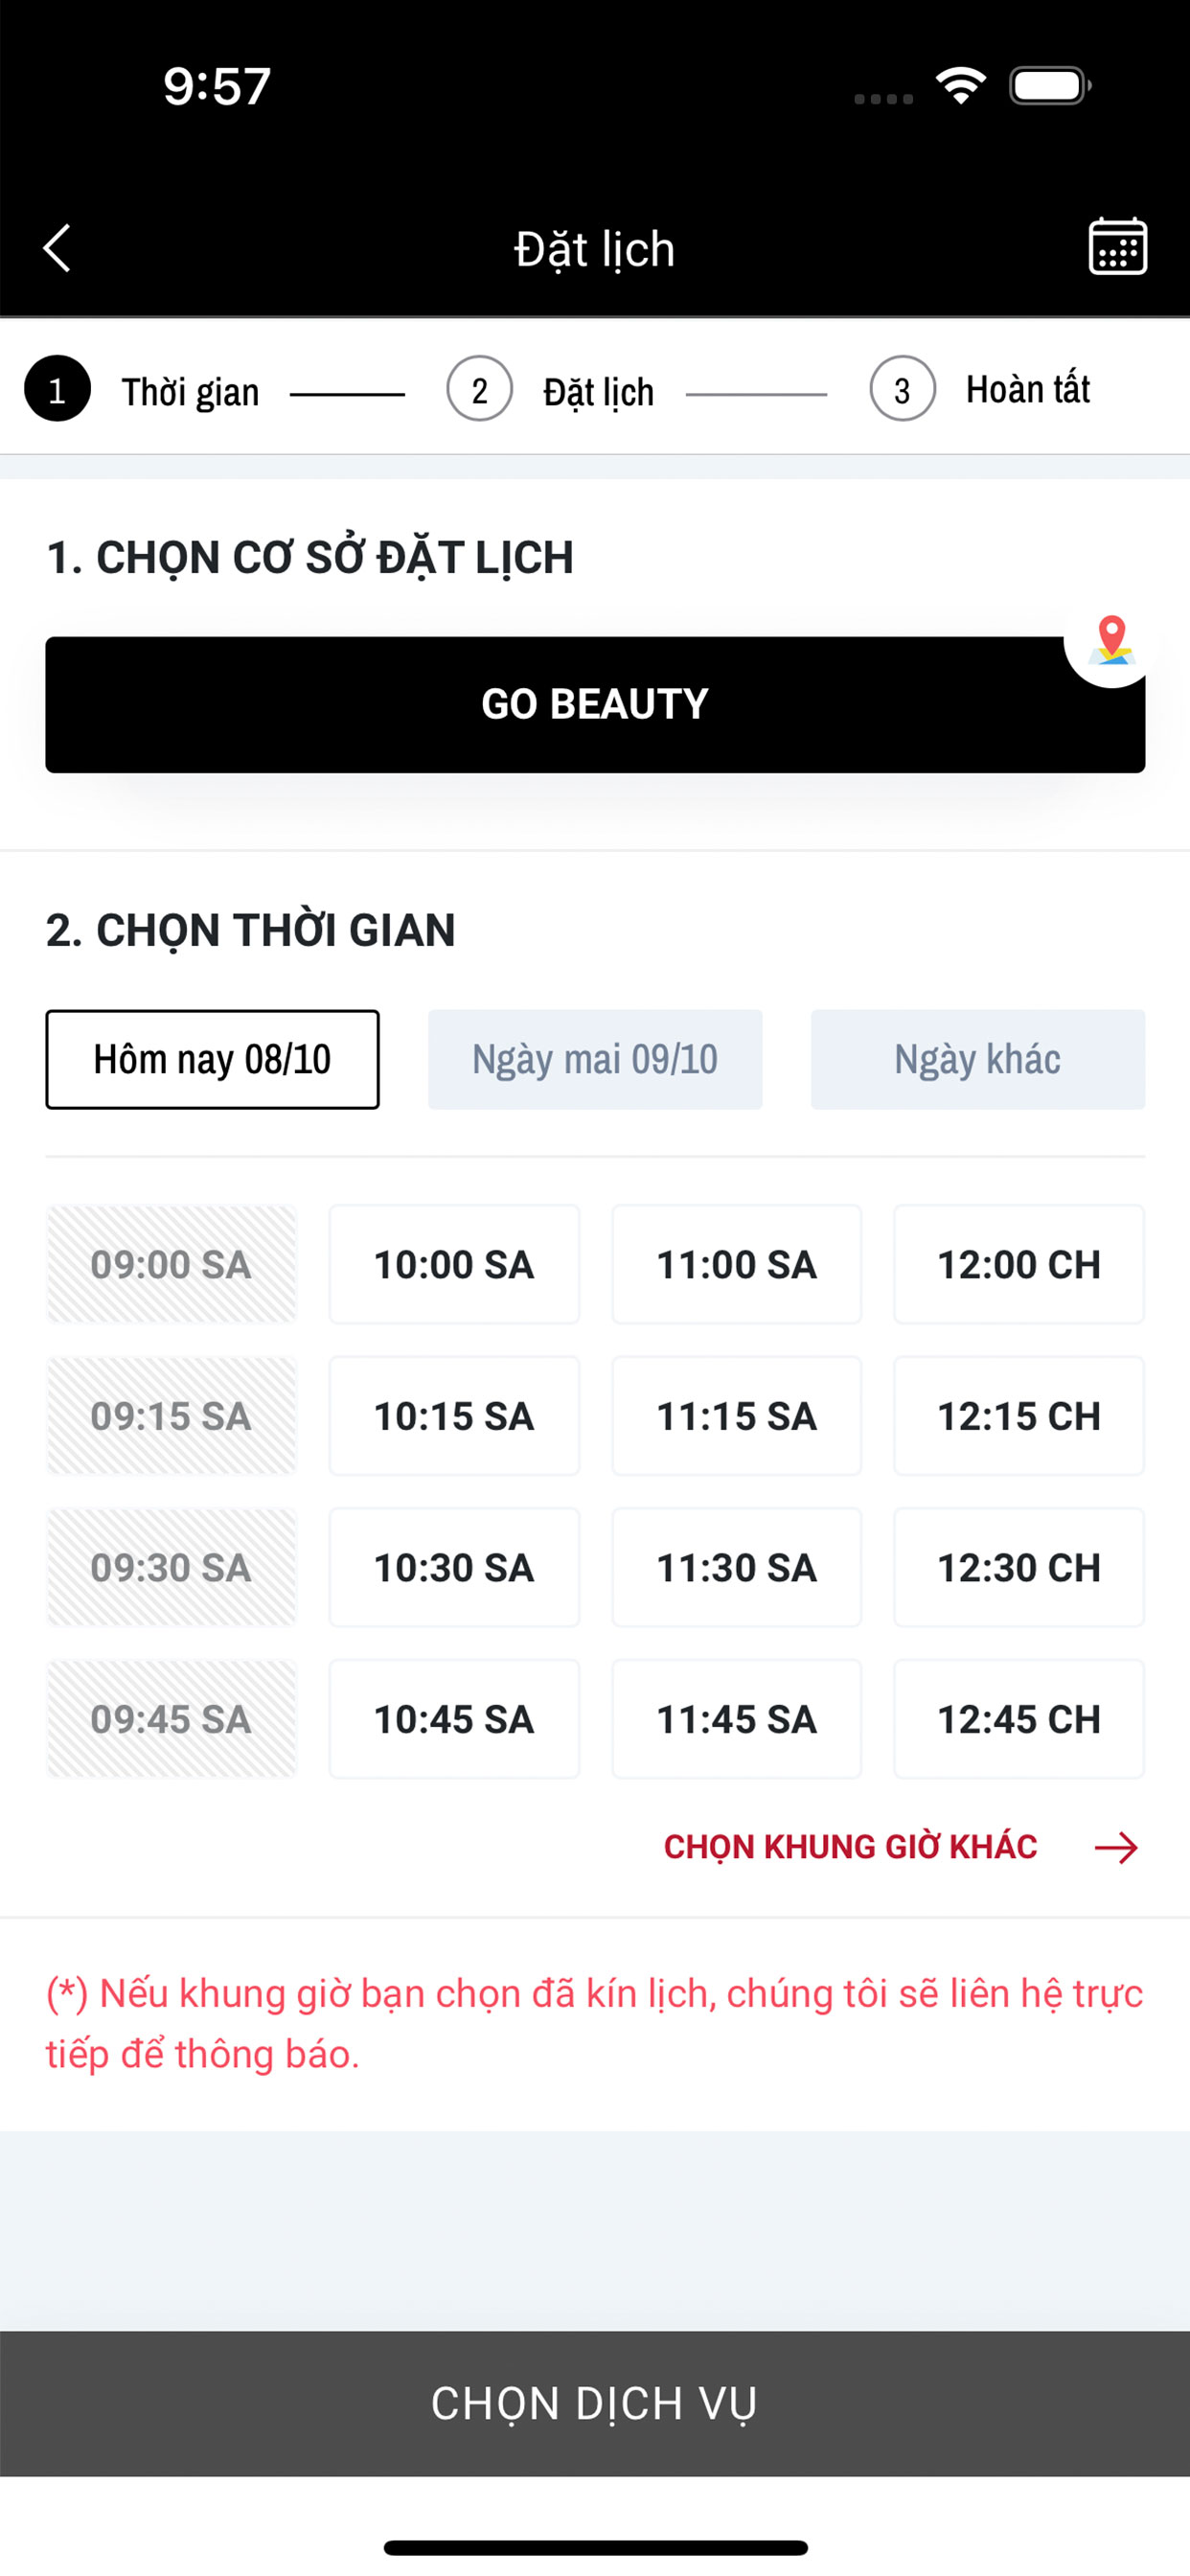 9:57
Đặt lịch
1 Thời gian 2 Đặt lịch 3 Hoàn tất
1. CHỌN CƠ SỞ ĐẶT LỊCH
GO BEAUTY
2. CHỌN THỜI GIAN
Hôm nay 08/10 Ngày mai 09/10 Ngày khác
09:00 SA 10:00 SA 11:00 SA 12:00 CH
09:15 SA 10:15 SA 11:15 SA 12:15 CH
09:30 SA 10:30 SA 11:30 SA 12:30 CH
09:45 SA 10:45 SA 11:45 SA 12:45 CH
CHỌN KHUNG GIỜ KHÁC
(*) Nếu khung giờ bạn chọn đã kín lịch, chúng tôi sẽ liên hệ trực
tiếp để thông báo.
CHỌN DỊCH VỤ